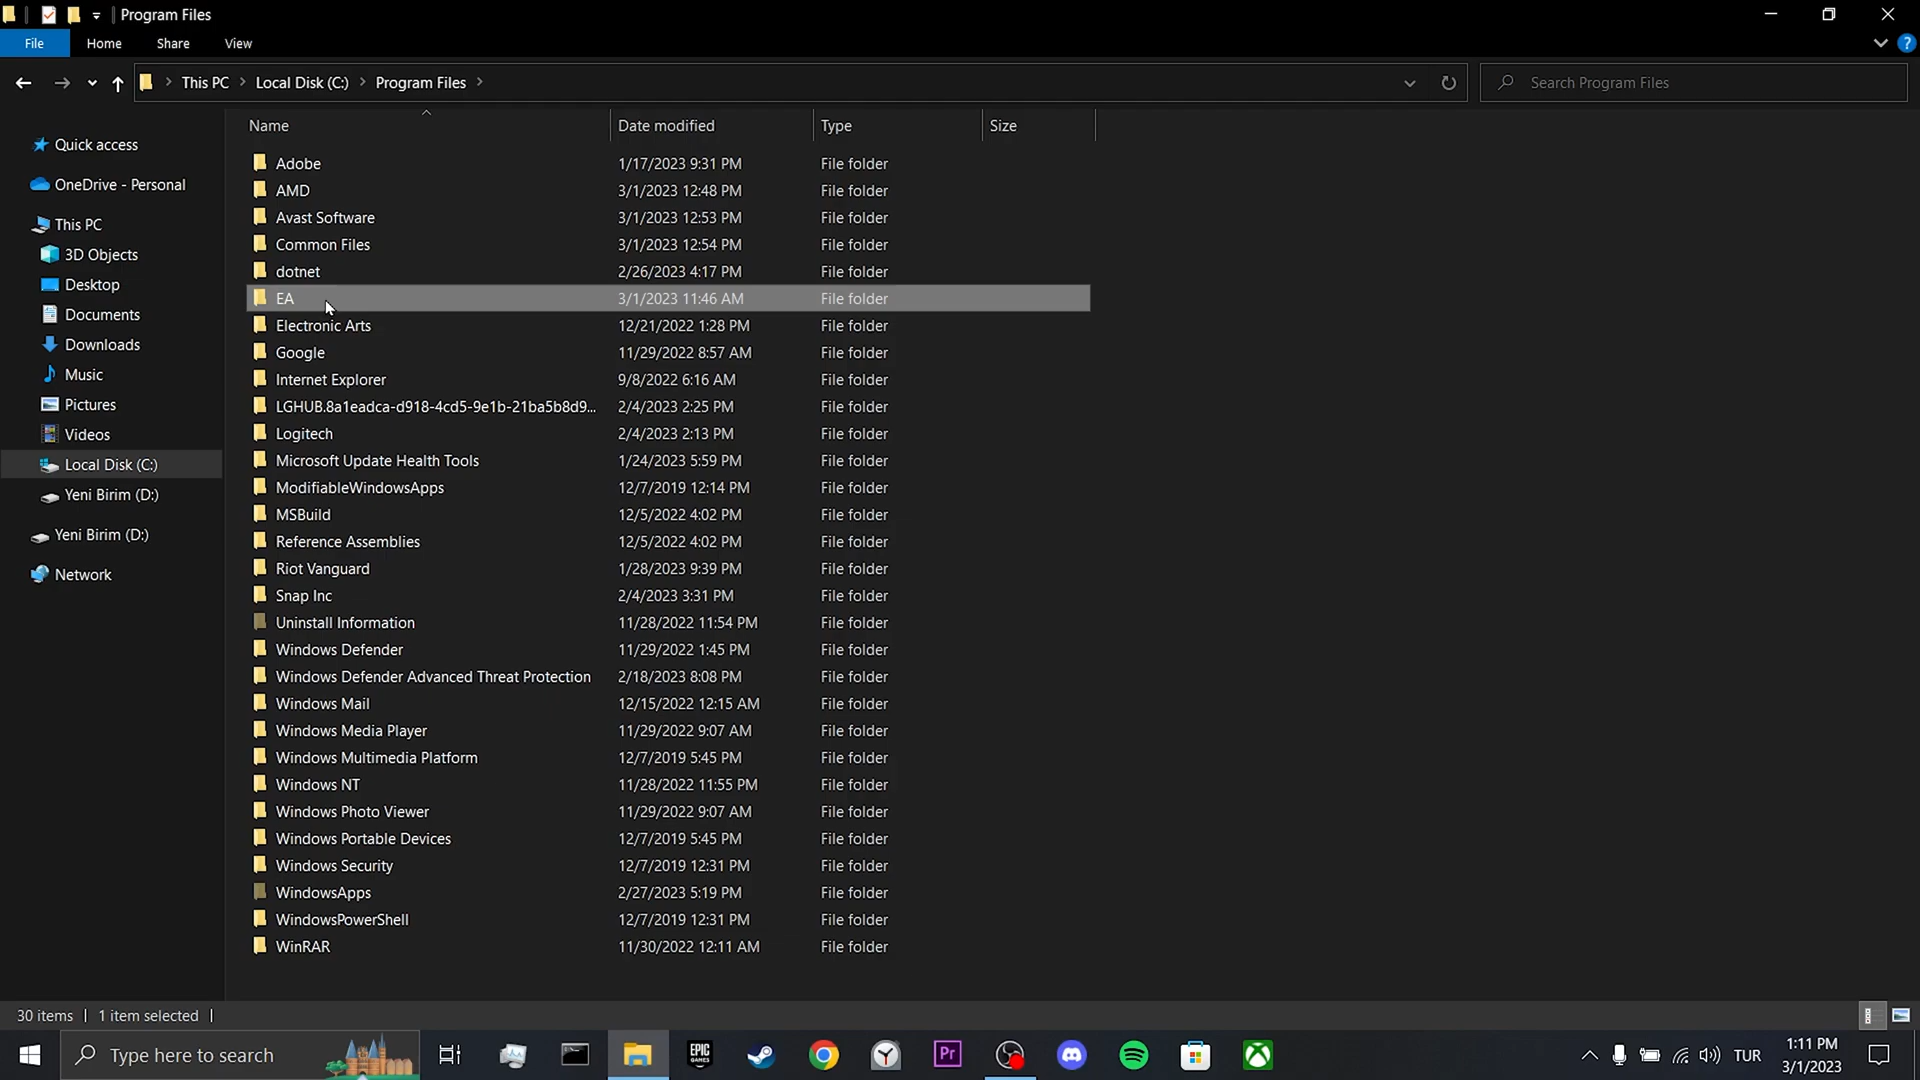 Program Files
File Home Share View
This PC Local Disk (C:) Program Files
Search Program Files
Name Date modified Type Size
Quick access
OneDrive - Personal
This PC
3D Objects
Desktop
Documents
Downloads
Music
Pictures
Videos
Local Disk (C:)
Yeni Birim (D:)
Yeni Birim (D:)
Network
Adobe 1/17/2023 9:31 PM File folder
AMD 3/1/2023 12:48 PM File folder
Avast Software 3/1/2023 12:53 PM File folder
Common Files 3/1/2023 12:54 PM File folder
dotnet 2/26/2023 4:17 PM File folder
EA 3/1/2023 11:46 AM File folder
Electronic Arts 12/21/2022 1:28 PM File folder
Google 11/29/2022 8:57 AM File folder
Internet Explorer 9/8/2022 6:16 AM File folder
LGHUB.8a1eadca-d918-4cd5-9e1b-21ba5b8d9... 2/4/2023 2:25 PM File folder
Logitech 2/4/2023 2:13 PM File folder
Microsoft Update Health Tools 1/24/2023 5:59 PM File folder
ModifiableWindowsApps 12/7/2019 12:14 PM File folder
MSBuild 12/5/2022 4:02 PM File folder
Reference Assemblies 12/5/2022 4:02 PM File folder
Riot Vanguard 1/28/2023 9:39 PM File folder
Snap Inc 2/4/2023 3:31 PM File folder
Uninstall Information 11/28/2022 11:54 PM File folder
Windows Defender 11/29/2022 1:45 PM File folder
Windows Defender Advanced Threat Protection 2/18/2023 8:08 PM File folder
Windows Mail 12/15/2022 12:15 AM File folder
Windows Media Player 11/29/2022 9:07 AM File folder
Windows Multimedia Platform 12/7/2019 5:45 PM File folder
Windows NT 11/28/2022 11:55 PM File folder
Windows Photo Viewer 11/29/2022 9:07 AM File folder
Windows Portable Devices 12/7/2019 5:45 PM File folder
Windows Security 12/7/2019 12:31 PM File folder
WindowsApps 2/27/2023 5:19 PM File folder
WindowsPowerShell 12/7/2019 12:31 PM File folder
WinRAR 11/30/2022 12:11 AM File folder
30 items 1 item selected
Type here to search
EPIC
GAMES
Pr
TUR
1:11 PM
3/1/2023